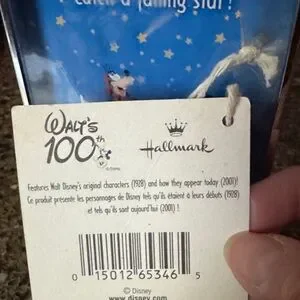 catch a falling star!
WALT'S
100th
© Disney
Hallmark
Features Walt Disney's original characters (1928) and how they appear today (2001)!
Ce produit présente les personnages de Disney tels qu'ils étaient à leurs débuts (1928)
et tels qu'ils sont aujourd'hui (2001) !
0 15012 65346 5
© Disney
www.disney.com